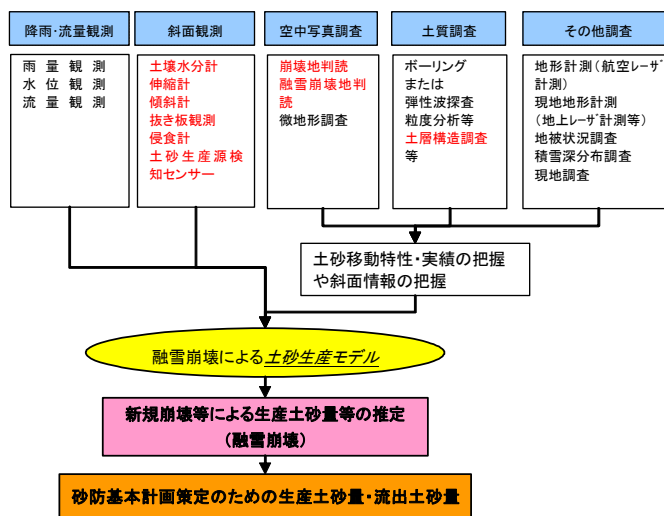 降雨･流量観測
雨量観測
水位観測
流量観測
斜面観測
土壌水分計
伸縮計
傾斜計
抜き板観測
侵食計
土砂生産源検
知センサー
空中写真調査
崩壊地判読
融雪崩壊地判
読
微地形調査
土質調査
ボーリング
または
弾性波探査
粒度分析等
土層構造調査
等
その他調査
地形計測（航空ﾚｰｻﾞ
計測）
現地地形計測
（地上ﾚｰｻﾞ計測等）
地被状況調査
積雪深分布調査
現地調査
土砂移動特性･実績の把握
や斜面情報の把握
融雪崩壊による土砂生産モデル
新規崩壊等による生産土砂量等の推定
（融雪崩壊）
砂防基本計画策定のための生産土砂量･流出土砂量